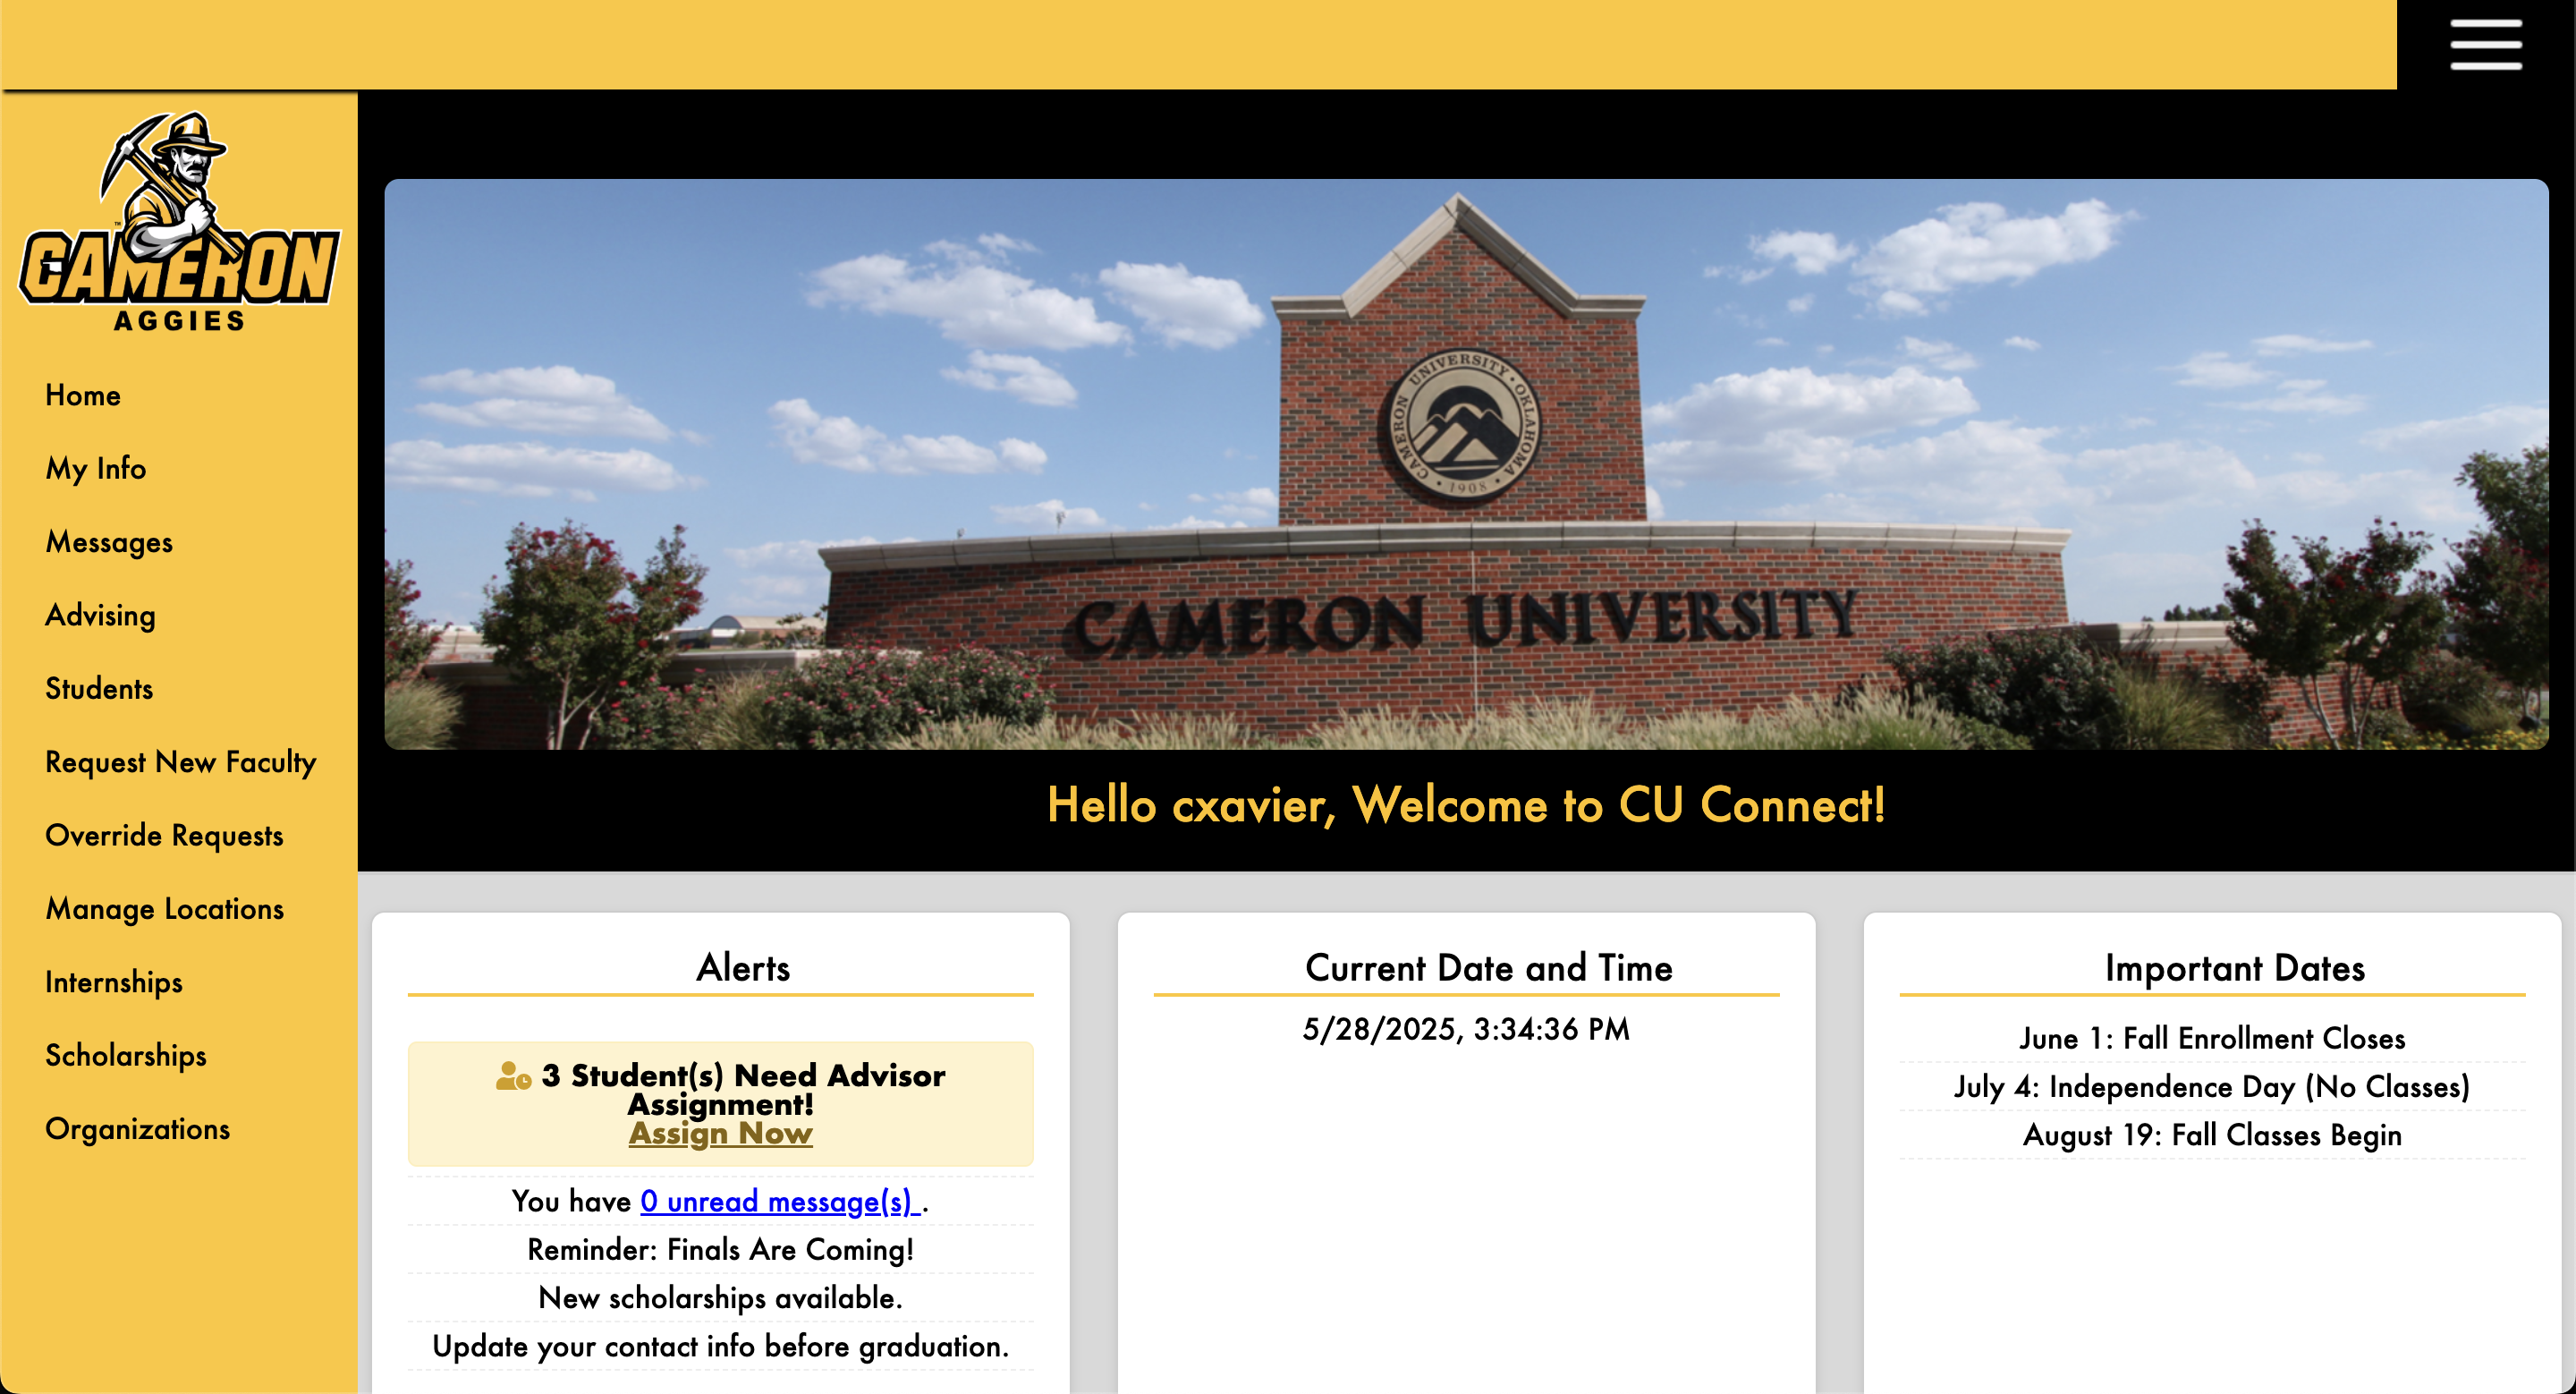 CAMERON
AGGIES
Home
My Info
Messages
Advising
Students
Request New Faculty
Override Requests
Manage Locations
Internships
Scholarships
Organizations
CAMERON UNIVERSITY • OKLAHOMA
• 1908 •
CAMERON UNIVERSITY
Hello cxavier, Welcome to CU Connect!
Alerts
3 Student(s) Need Advisor
Assignment!
Assign Now
You have 0 unread message(s) .
Reminder: Finals Are Coming!
New scholarships available.
Update your contact info before graduation.
Current Date and Time
5/28/2025, 3:34:36 PM
Important Dates
June 1: Fall Enrollment Closes
July 4: Independence Day (No Classes)
August 19: Fall Classes Begin